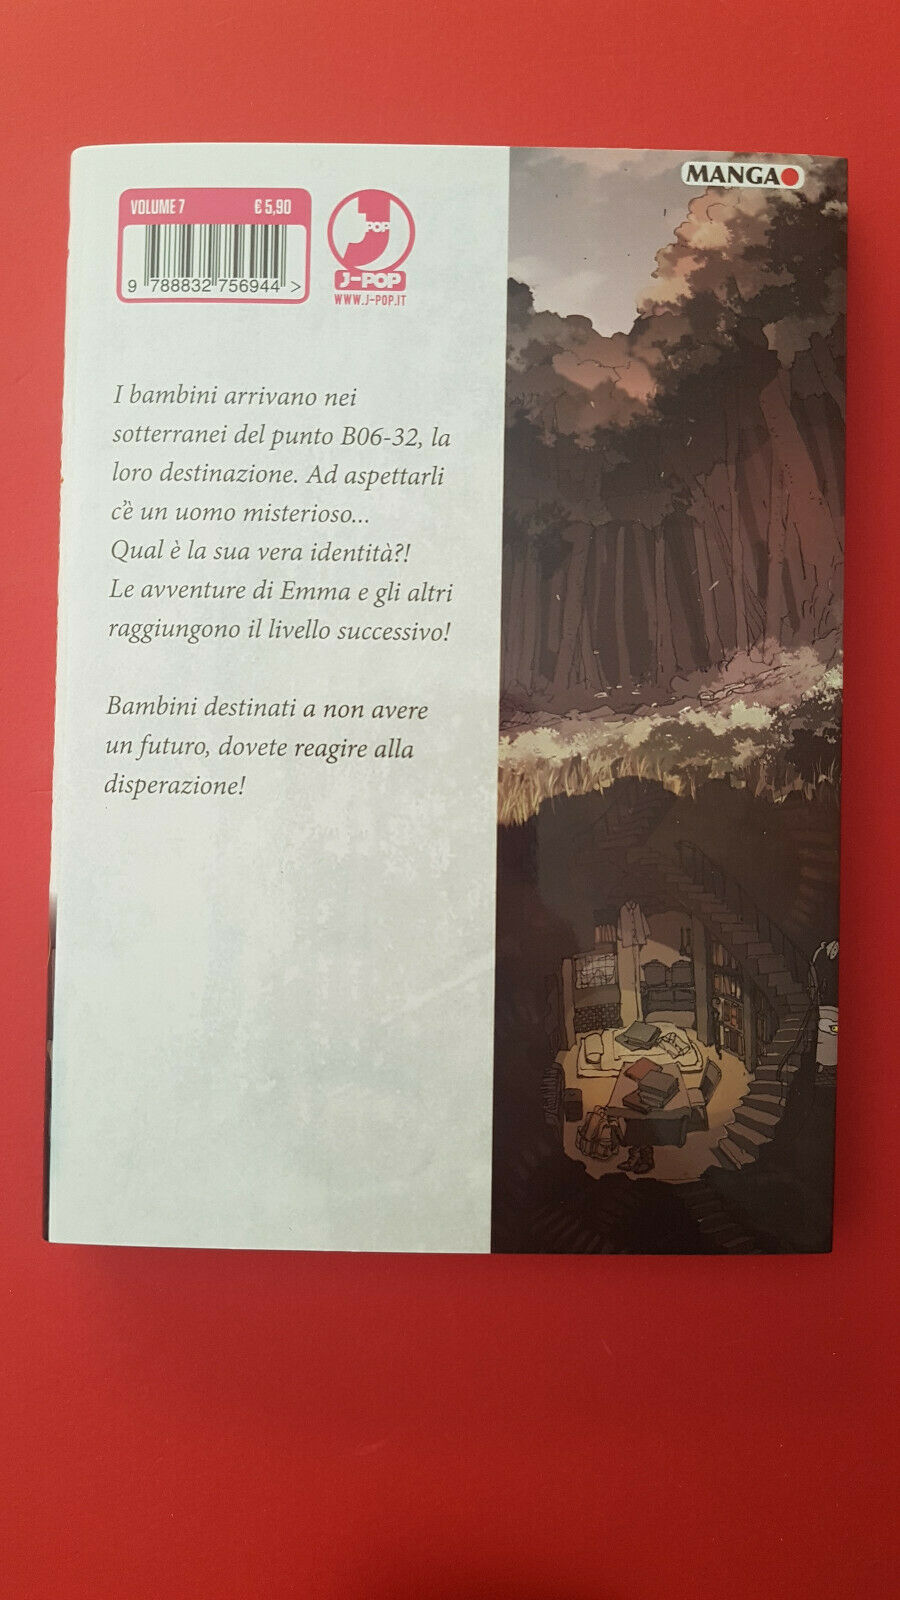 MANGA
VOLUME 7 € 5,90
9 788832 756944 >
J-POP
J-POP
WWW.J-POP.IT
I bambini arrivano nei
sotterranei del punto B06-32, la
loro destinazione. Ad aspettarli
c'è un uomo misterioso...
Qual è la sua vera identità?!
Le avventure di Emma e gli altri
raggiungono il livello successivo!
Bambini destinati a non avere
un futuro, dovete reagire alla
disperazione!